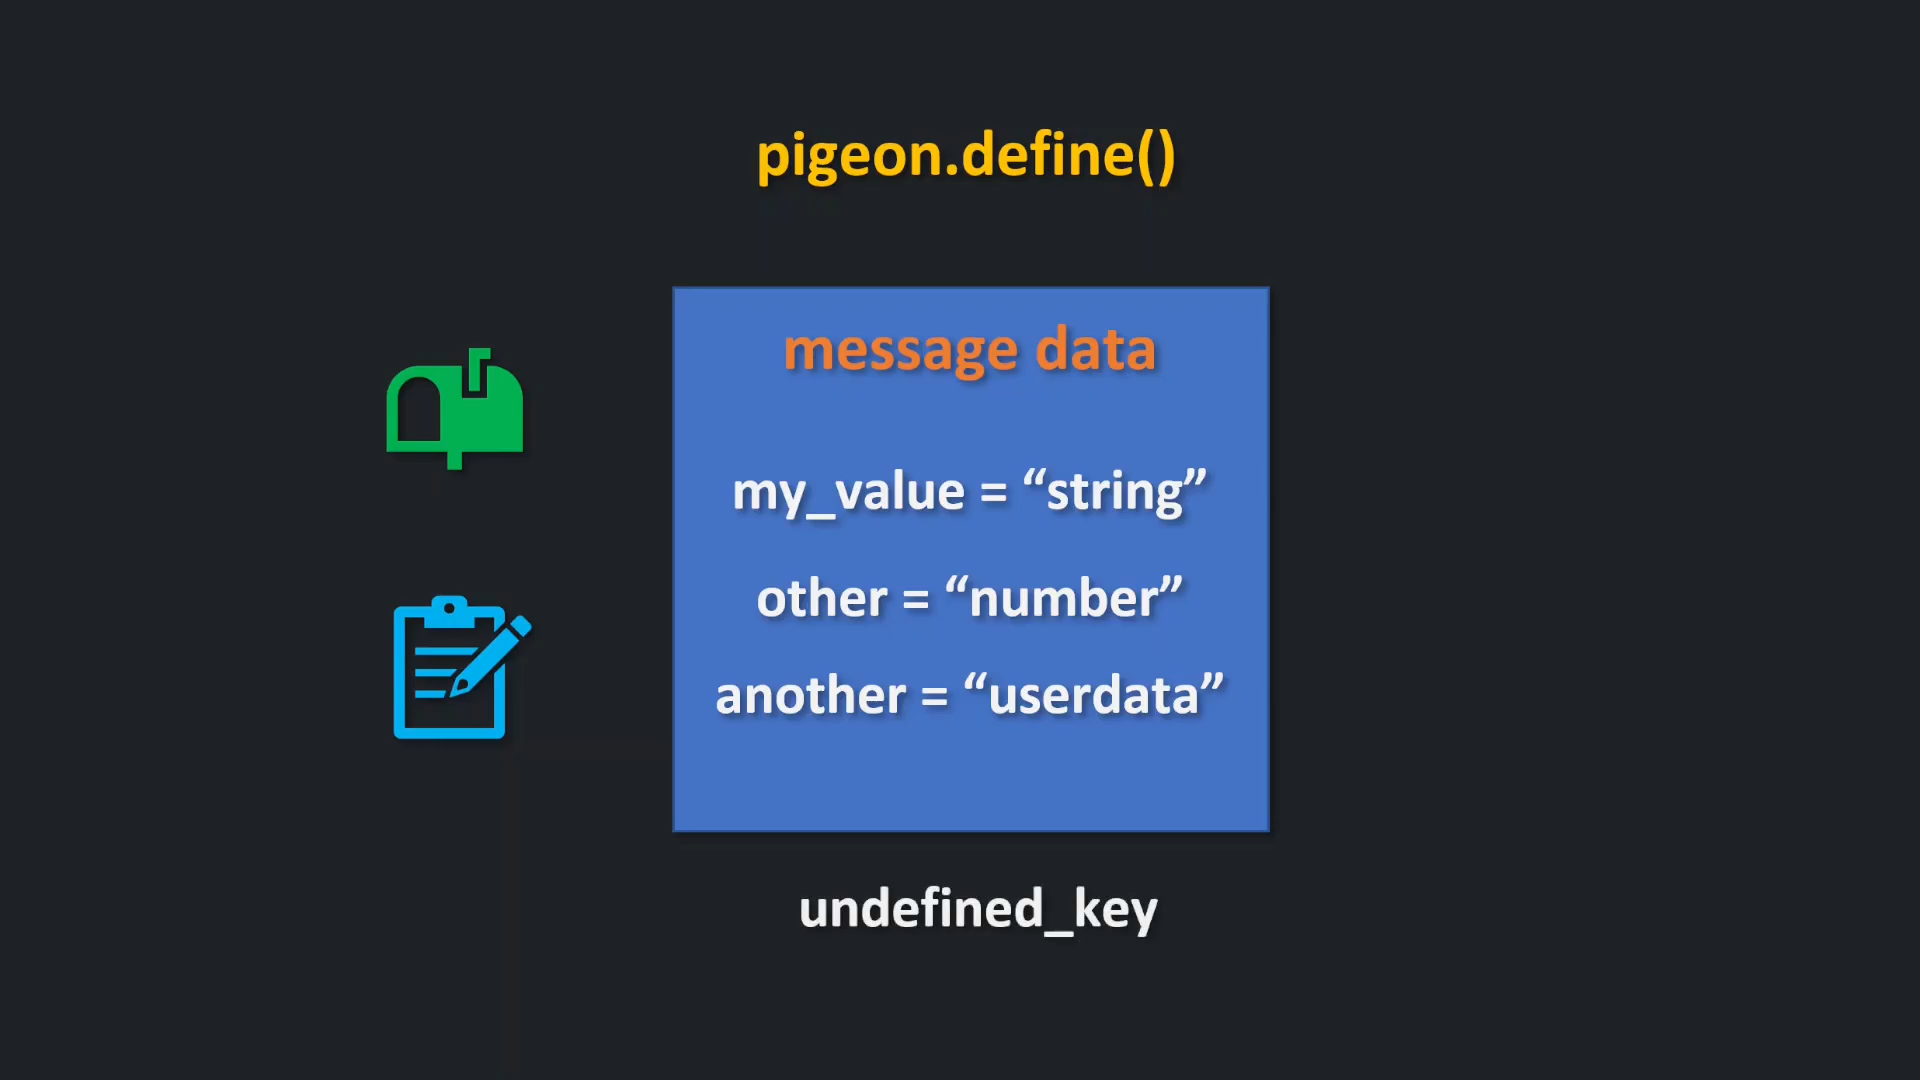 pigeon.define()
message data
my_value = “string”
other = “number”
another = “userdata”
undefined_key